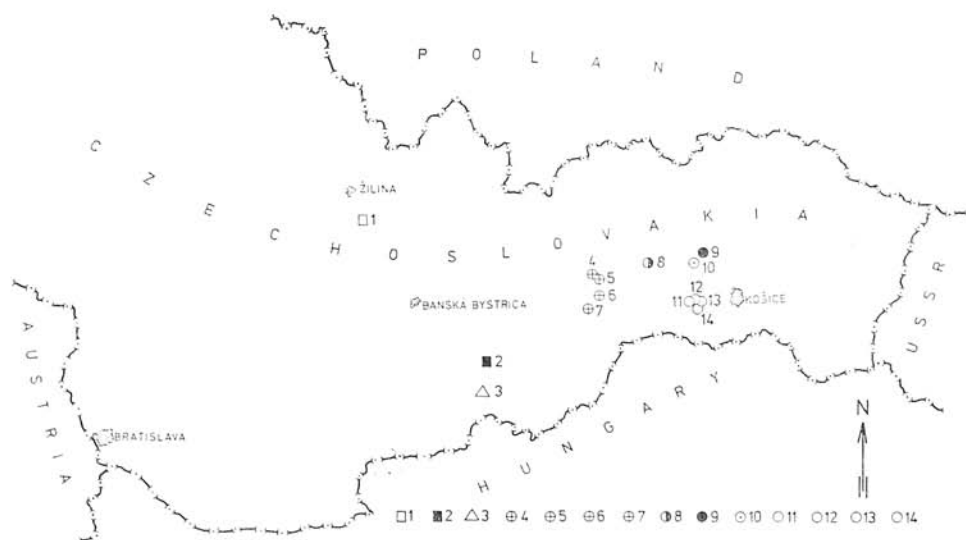 POLAND
CZECHOSLOVAKIA
ŽILINA
1
9
4
8
10
5
12
6
BANSKÁ BYSTRICA
11
13
KOŠICE
7
14
USSR
2
AUSTRIA
3
HUNGARY
N
BRATISLAVA
1 2 3 4 5 6 7 8 9 10 11 12 13 14